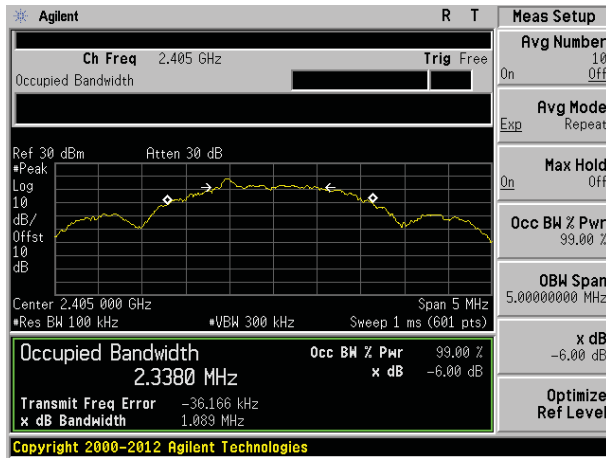 Agilent R T
Meas Setup
Ch Freq 2.405 GHz Trig Free
Occupied Bandwidth
Avg Number
10
On Off
Avg Mode
Exp Repeat
Max Hold
On Off
Occ BW % Pwr
99.00 %
OBW Span
5.00000000 MHz
x dB
-6.00 dB
Optimize
Ref Level
Ref 30 dBm Atten 30 dB
#Peak
Log
10
dB/
Offst
10
dB
Center 2.405 000 GHz Span 5 MHz
#Res BW 100 kHz #VBW 300 kHz Sweep 1 ms (601 pts)
Occupied Bandwidth Occ BW % Pwr 99.00 %
2.3380 MHz x dB -6.00 dB
Transmit Freq Error -36.166 kHz
x dB Bandwidth 1.089 MHz
Copyright 2000-2012 Agilent Technologies